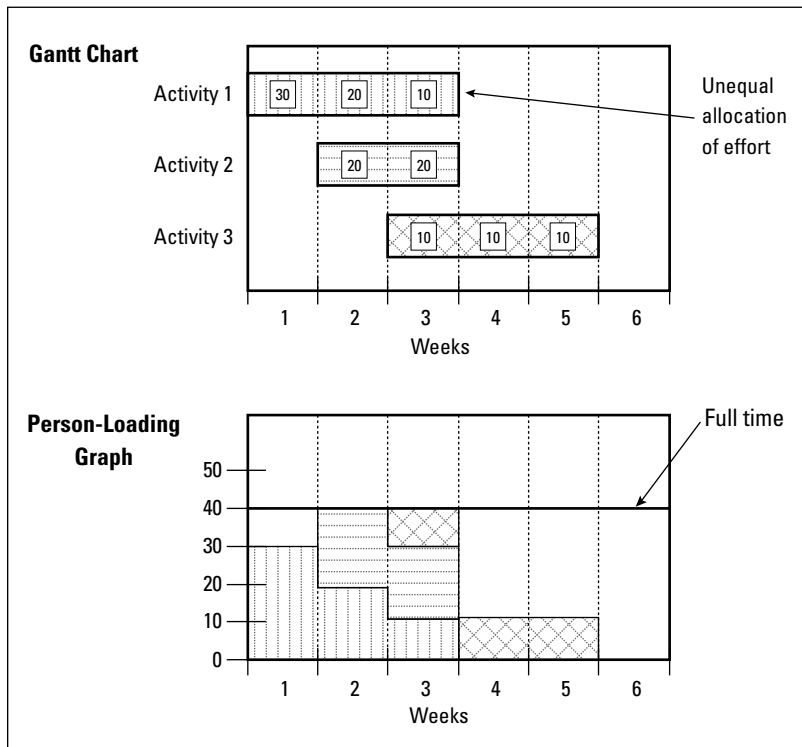 Gantt Chart
Activity 1
30
20
10
Unequal
allocation
of effort
Activity 2
20
20
Activity 3
10
10
10
1 2 3 4 5 6
Weeks
Person-Loading
Graph
Full time
50
40
30
20
10
0
1 2 3 4 5 6
Weeks